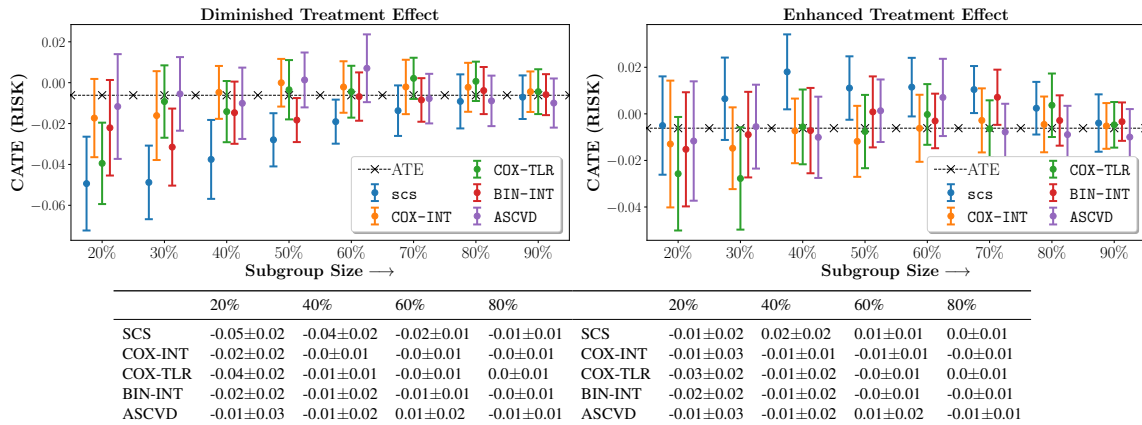 Diminished Treatment Effect
CATE (RISK)
0.02
0.00
−0.02
−0.04
−0.06
ATE
scs
COX-INT
COX-TLR
BIN-INT
ASCVD
20% 30% 40% 50% 60% 70% 80% 90%
Subgroup Size →
Enhanced Treatment Effect
CATE (RISK)
0.02
0.00
−0.02
−0.04
ATE
scs
COX-INT
COX-TLR
BIN-INT
ASCVD
20% 30% 40% 50% 60% 70% 80% 90%
Subgroup Size →
20% 40% 60% 80% 20% 40% 60% 80%
SCS -0.05±0.02 -0.04±0.02 -0.02±0.01 -0.01±0.01 SCS -0.01±0.02 0.02±0.02 0.01±0.01 0.0±0.01
COX-INT -0.02±0.02 -0.0±0.01 -0.0±0.01 -0.0±0.01 COX-INT -0.01±0.03 -0.01±0.01 -0.01±0.01 -0.0±0.01
COX-TLR -0.04±0.02 -0.01±0.01 -0.0±0.01 0.0±0.01 COX-TLR -0.03±0.02 -0.01±0.02 -0.0±0.01 0.0±0.01
BIN-INT -0.02±0.02 -0.01±0.02 -0.01±0.01 -0.0±0.01 BIN-INT -0.02±0.02 -0.01±0.02 -0.0±0.01 -0.0±0.01
ASCVD -0.01±0.03 -0.01±0.02 0.01±0.02 -0.01±0.01 ASCVD -0.01±0.03 -0.01±0.02 0.01±0.02 -0.01±0.01